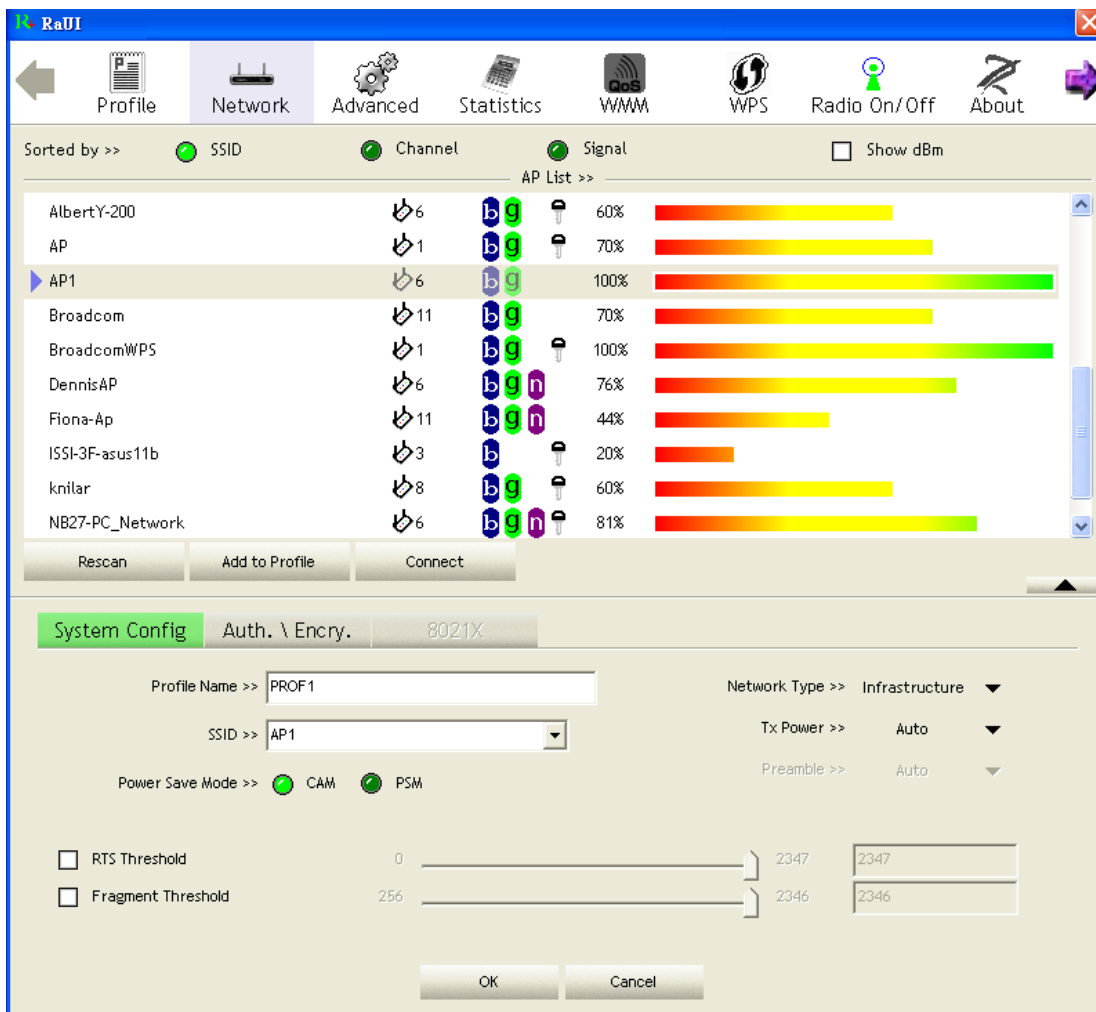 RaUI
Profile Network Advanced Statistics QoS WMM WPS Radio On/Off About
Sorted by >> SSID Channel Signal Show dBm
AP List >>
AlbertY-200 6 b g 60%
AP 1 b g 70%
AP1 6 b g 100%
Broadcom 11 b g 70%
BroadcomWPS 1 b g 100%
DennisAP 6 b g n 76%
Fiona-Ap 11 b g n 44%
ISSI-3F-asus11b 3 b 20%
knilar 8 b g 60%
NB27-PC_Network 6 b g n 81%
Rescan Add to Profile Connect
System Config Auth. \ Encry. 8021X
Profile Name >> PROF1 Network Type >> Infrastructure
SSID >> AP1 Tx Power >> Auto
Power Save Mode >> CAM PSM Preamble >> Auto
RTS Threshold 0 2347 2347
Fragment Threshold 256 2346 2346
OK Cancel